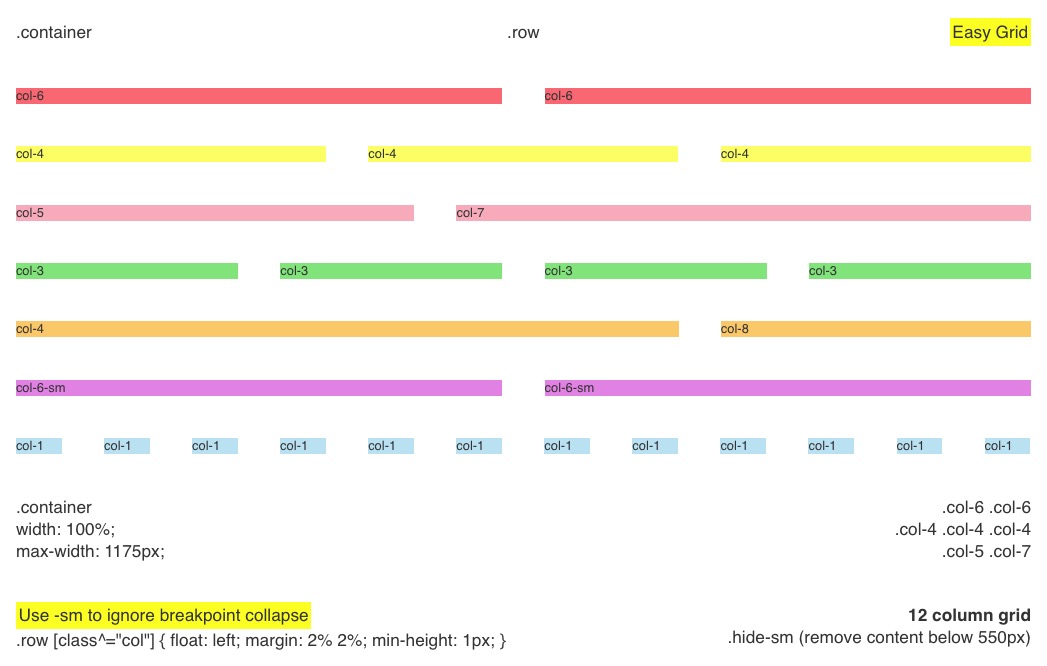 .container .row Easy Grid
col-6 col-6
col-4 col-4 col-4
col-5 col-7
col-3 col-3 col-3 col-3
col-4 col-8
col-6-sm col-6-sm
col-1 col-1 col-1 col-1 col-1 col-1 col-1 col-1 col-1 col-1 col-1 col-1
.container
width: 100%;
max-width: 1175px;
.col-6 .col-6
.col-4 .col-4 .col-4
.col-5 .col-7
Use -sm to ignore breakpoint collapse
.row [class^="col"] { float: left; margin: 2% 2%; min-height: 1px; }
12 column grid
.hide-sm (remove content below 550px)